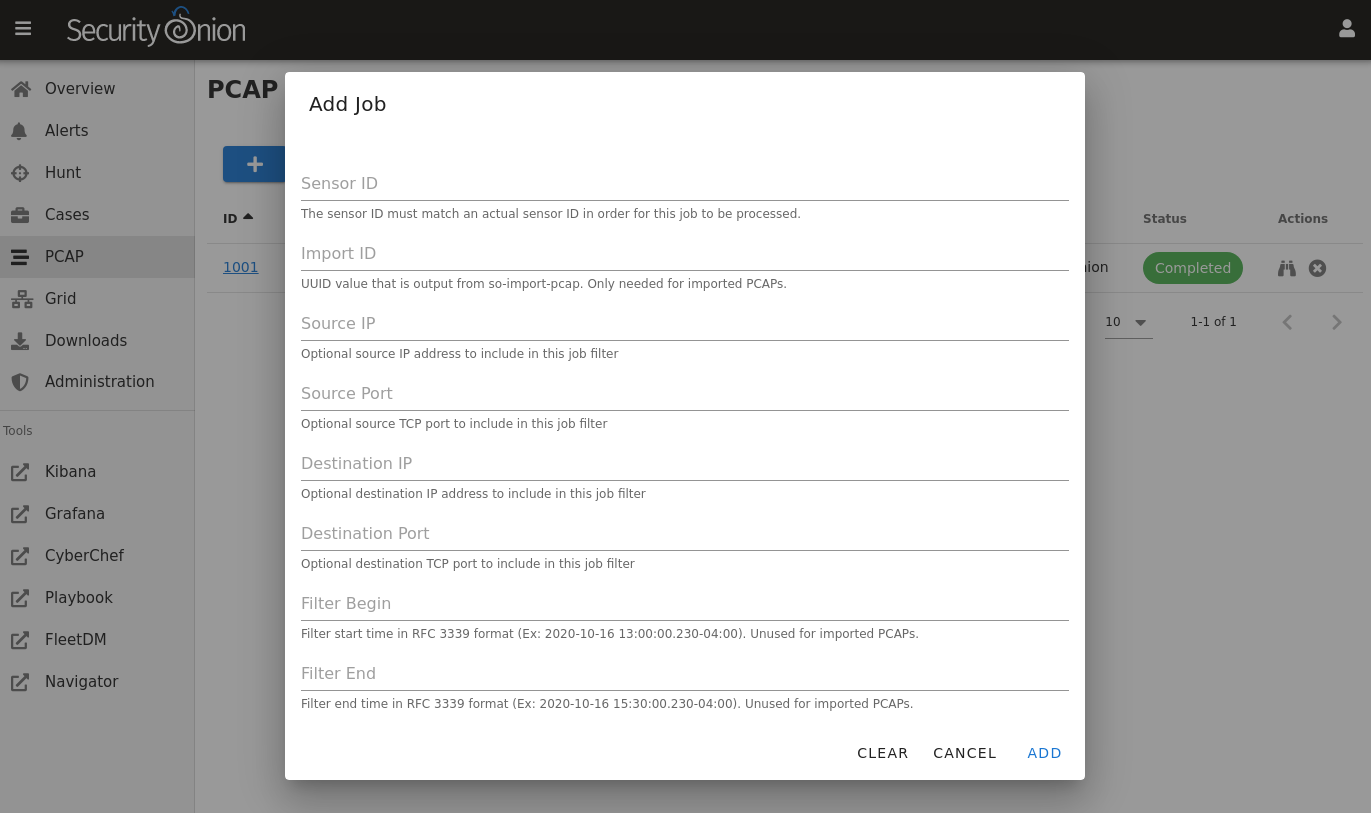 Security Onion
Overview
Alerts
Hunt
Cases
PCAP
Grid
Downloads
Administration
Tools
Kibana
Grafana
CyberChef
Playbook
FleetDM
Navigator
PCAP
ID
1001
Status
Actions
Completed
10
1-1 of 1
Add Job
Sensor ID
The sensor ID must match an actual sensor ID in order for this job to be processed.
Import ID
UUID value that is output from so-import-pcap. Only needed for imported PCAPs.
Source IP
Optional source IP address to include in this job filter
Source Port
Optional source TCP port to include in this job filter
Destination IP
Optional destination IP address to include in this job filter
Destination Port
Optional destination TCP port to include in this job filter
Filter Begin
Filter start time in RFC 3339 format (Ex: 2020-10-16 13:00:00.230-04:00). Unused for imported PCAPs.
Filter End
Filter end time in RFC 3339 format (Ex: 2020-10-16 15:30:00.230-04:00). Unused for imported PCAPs.
CLEAR CANCEL ADD